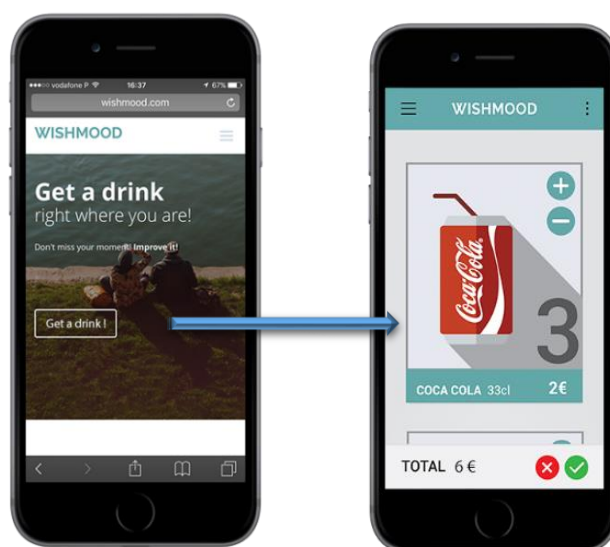 vodafone P 16:37 67%
wishmood.com
WISHMOOD
Get a drink
right where you are!
Don't miss your moment! Improve it!
Get a drink !
WISHMOOD
Coca-Cola
3
COCA COLA 33cl 2€
TOTAL 6 €